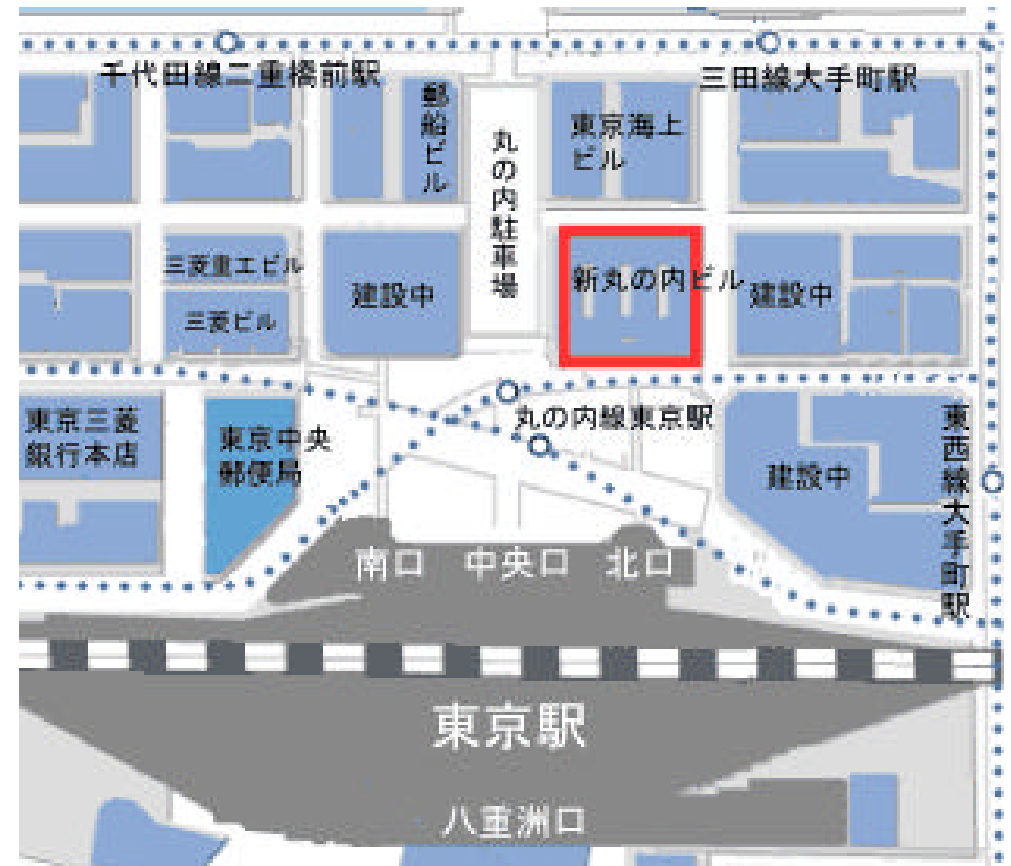 千代田線二重橋前駅
三田線大手町駅
郵船ビル
丸の内駐車場
東京海上
ビル
三菱重工ビル
三菱ビル
建設中
新丸の内ビル
建設中
東京三菱
銀行本店
東京中央
郵便局
丸の内線東京駅
建設中
東西線大手町駅
南口
中央口
北口
東京駅
八重洲口